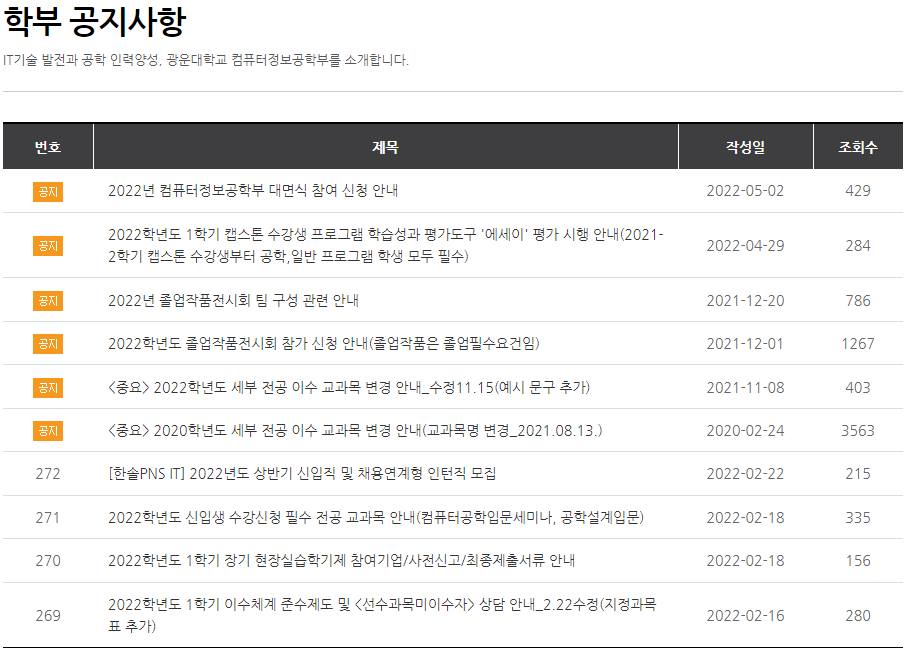 학부 공지사항
IT기술 발전과 공학 인력양성, 광운대학교 컴퓨터정보공학부를 소개합니다.
번호 제목 작성일 조회수
공지 2022년 컴퓨터정보공학부 대면식 참여 신청 안내 2022-05-02 429
공지 2022학년도 1학기 캡스톤 수강생 프로그램 학습성과 평가도구 '에세이' 평가 시행 안내(2021-
2학기 캡스톤 수강생부터 공학,일반 프로그램 학생 모두 필수) 2022-04-29 284
공지 2022년 졸업작품전시회 팀 구성 관련 안내 2021-12-20 786
공지 2022학년도 졸업작품전시회 참가 신청 안내(졸업작품은 졸업필수요건임) 2021-12-01 1267
공지 <중요> 2022학년도 세부 전공 이수 교과목 변경 안내_수정11.15(예시 문구 추가) 2021-11-08 403
공지 <중요> 2020학년도 세부 전공 이수 교과목 변경 안내(교과목명 변경_2021.08.13.) 2020-02-24 3563
272 [한솔PNS IT] 2022년도 상반기 신입직 및 채용연계형 인턴직 모집 2022-02-22 215
271 2022학년도 신입생 수강신청 필수 전공 교과목 안내(컴퓨터공학입문세미나, 공학설계입문) 2022-02-18 335
270 2022학년도 1학기 장기 현장실습학기제 참여기업/사전신고/최종제출서류 안내 2022-02-18 156
269 2022학년도 1학기 이수체계 준수제도 및 <선수과목미이수자> 상담 안내_2.22수정(지정과목
표 추가) 2022-02-16 280